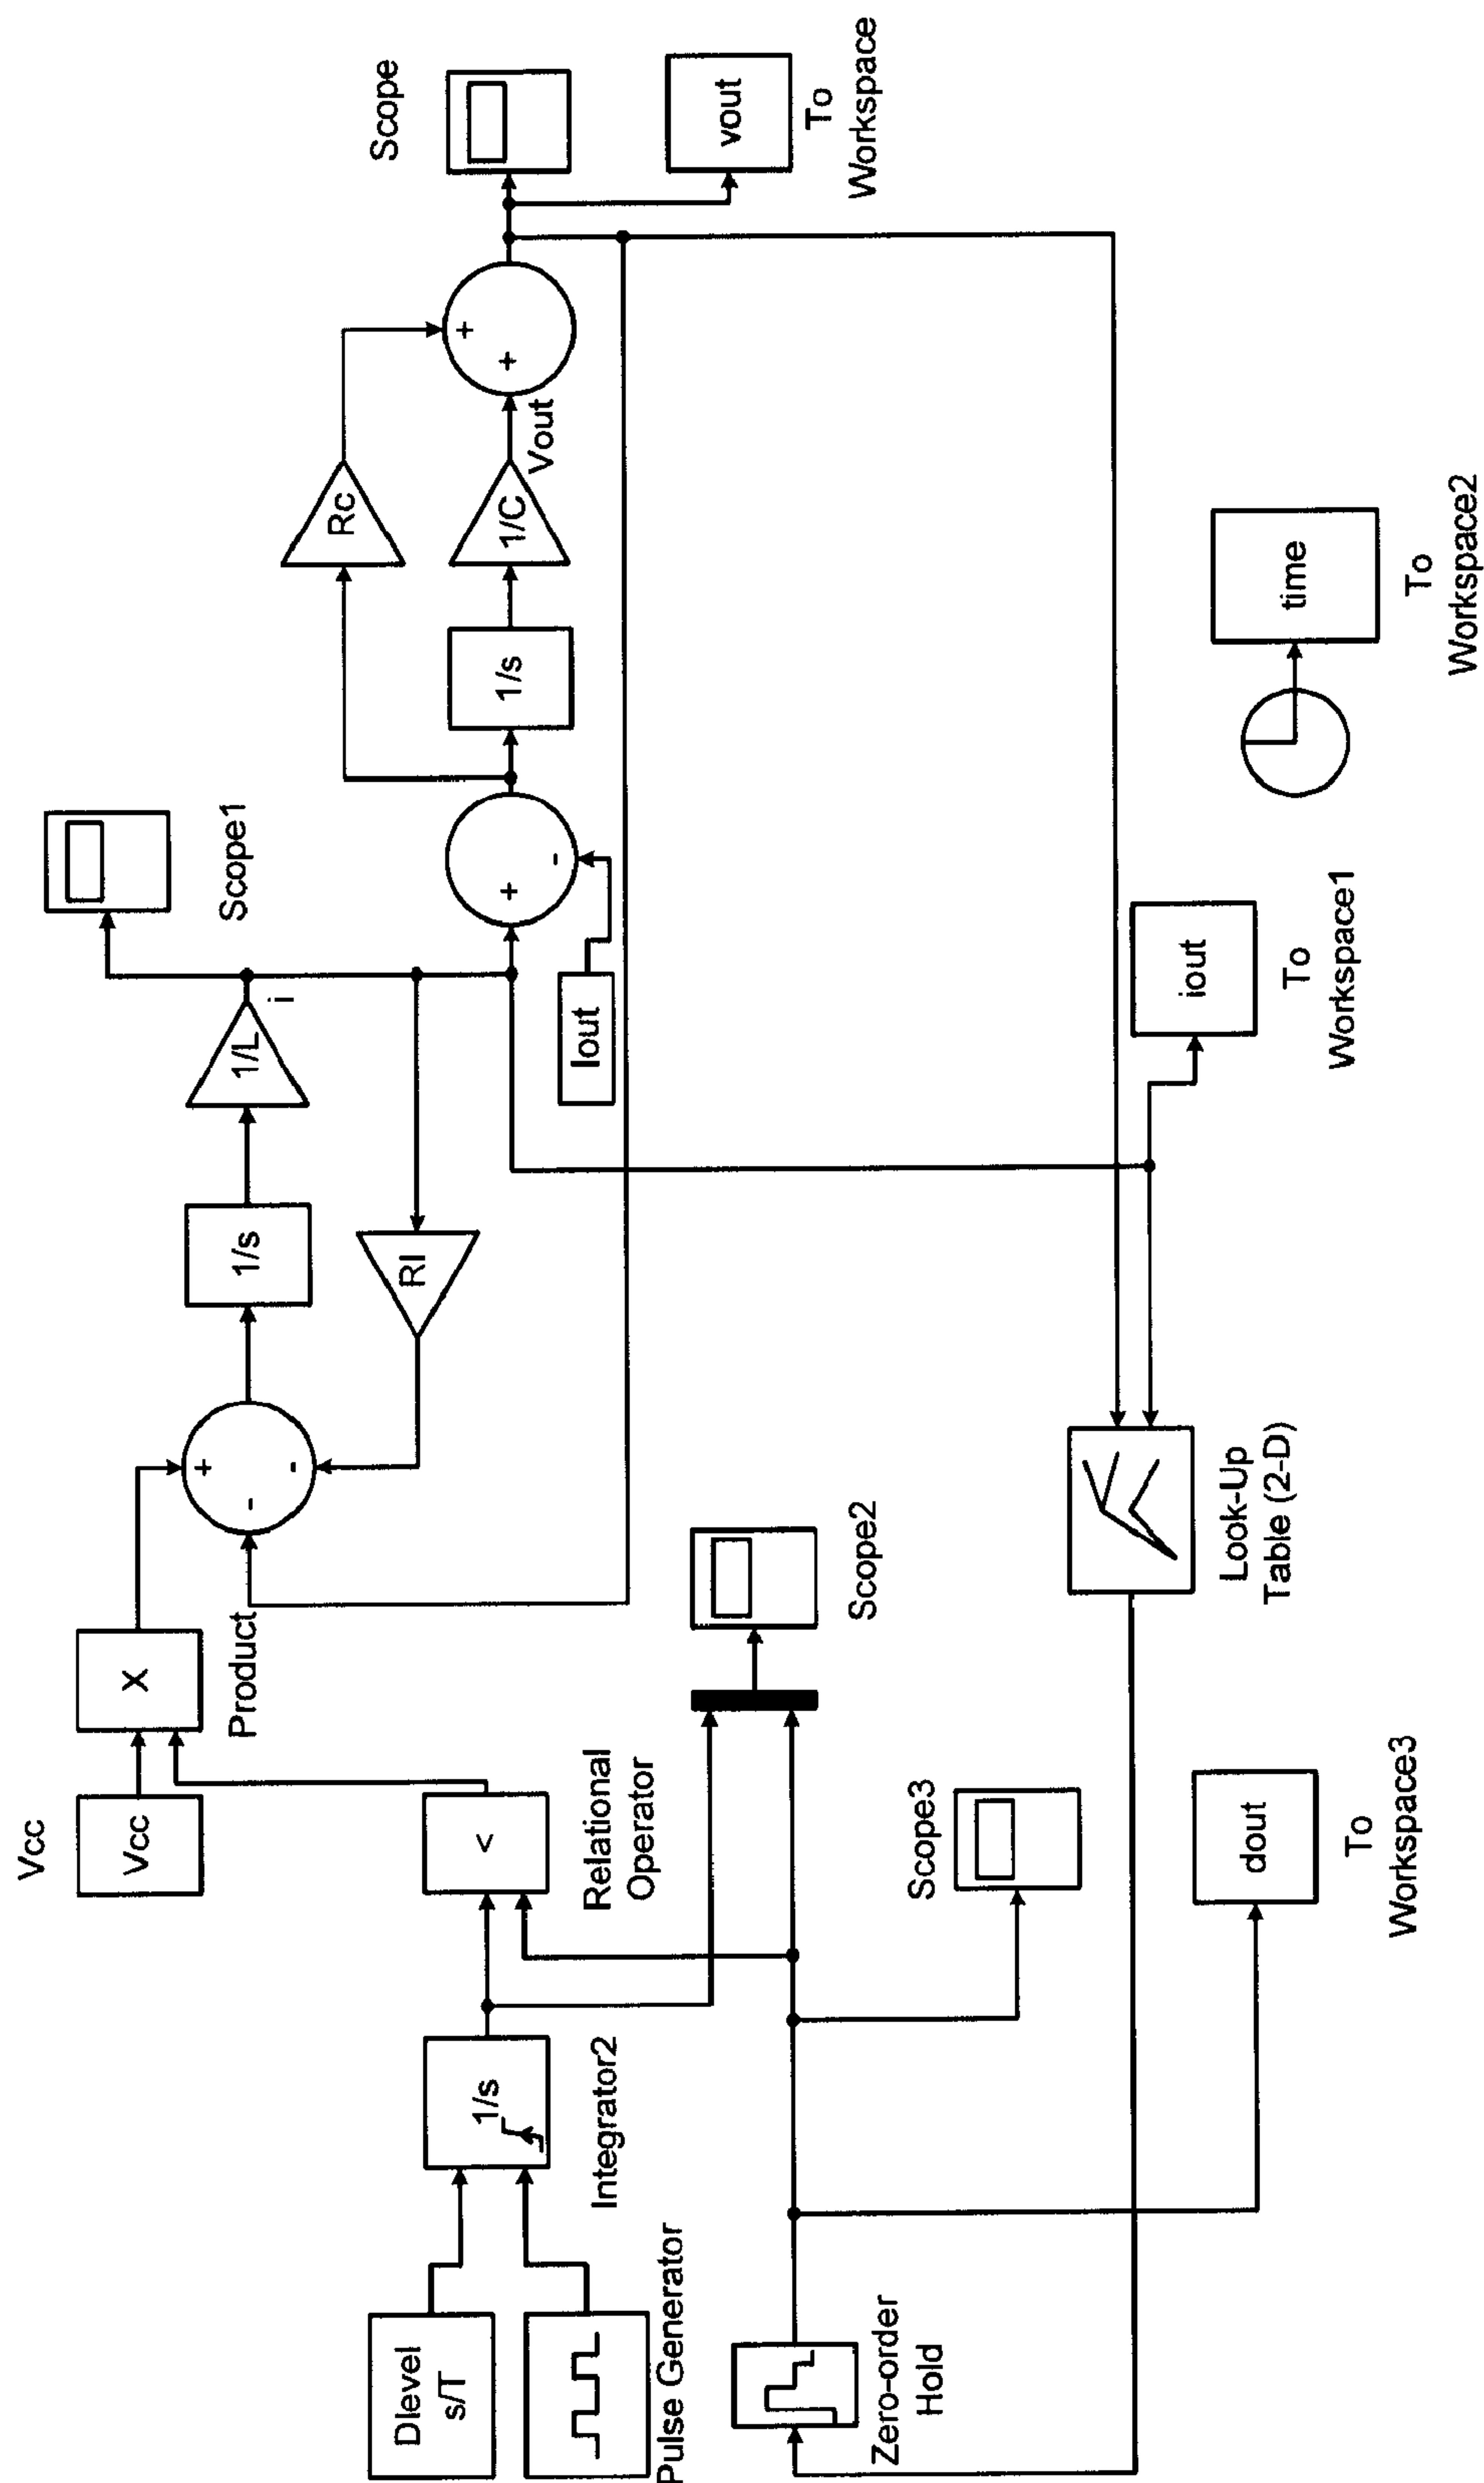 Vcc
Vcc
X
Product
+
-
-
1/s
1/L
i
Rl
Scope1
Dlevel
s/T
Pulse Generator
1/s
Integrator2
<
Relational
Operator
Iout
+
-
1/s
1/C
Vout
Rc
+
+
Scope
vout
To
Workspace
Zero-order
Hold
Scope2
Scope3
dout
To
Workspace3
Look-Up
Table (2-D)
iout
To
Workspace1
time
To
Workspace2